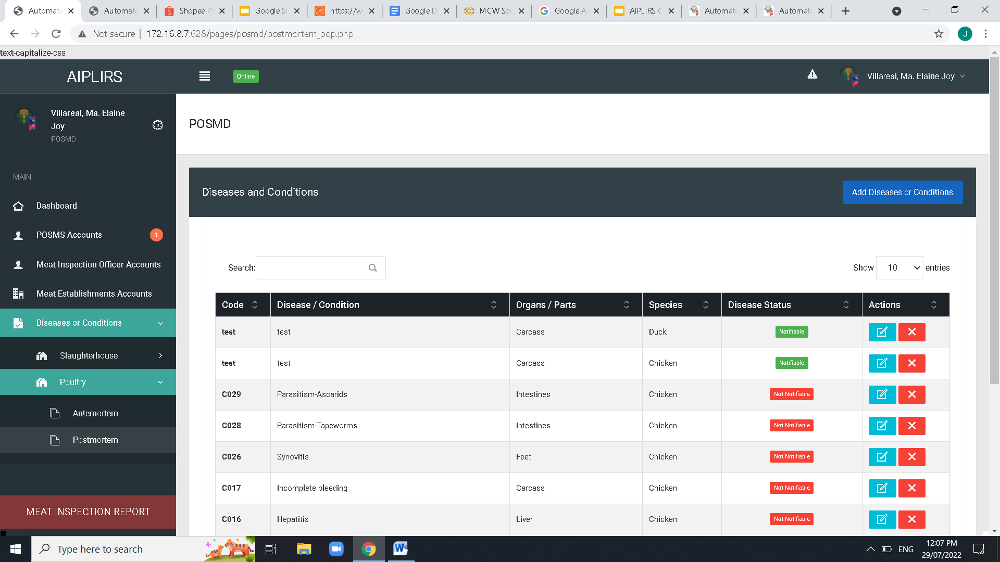 Automate
Automate
Shopee P
Google Sl
https://w
Google D
MCW Spo
Google A
AIPLIRS C
Automate
Automate
Not secure
172.16.8.7:628/pages/posmd/postmortem_pdp.php
J
text-capitalize-css
AIPLIRS
Online
Villareal, Ma. Elaine Joy
Villareal, Ma. Elaine
Joy
POSMD
POSMD
MAIN
Dashboard
POSMS Accounts 1
Meat Inspection Officer Accounts
Meat Establishments Accounts
Diseases or Conditions
Slaughterhouse
Poultry
Antemortem
Postmortem
MEAT INSPECTION REPORT
Diseases and Conditions
Add Diseases or Conditions
Search:
Show 10 entries
Code Disease / Condition Organs / Parts Species Disease Status Actions
test test Carcass Duck Notifiable
test test Carcass Chicken Notifiable
C029 Parasitism-Ascarids Intestines Chicken Not Notifiable
C028 Parasitism-Tapeworms Intestines Chicken Not Notifiable
C026 Synovitis Feet Chicken Not Notifiable
C017 Incomplete bleeding Carcass Chicken Not Notifiable
C016 Hepatitis Liver Chicken Not Notifiable
Type here to search
ENG
12:07 PM
29/07/2022